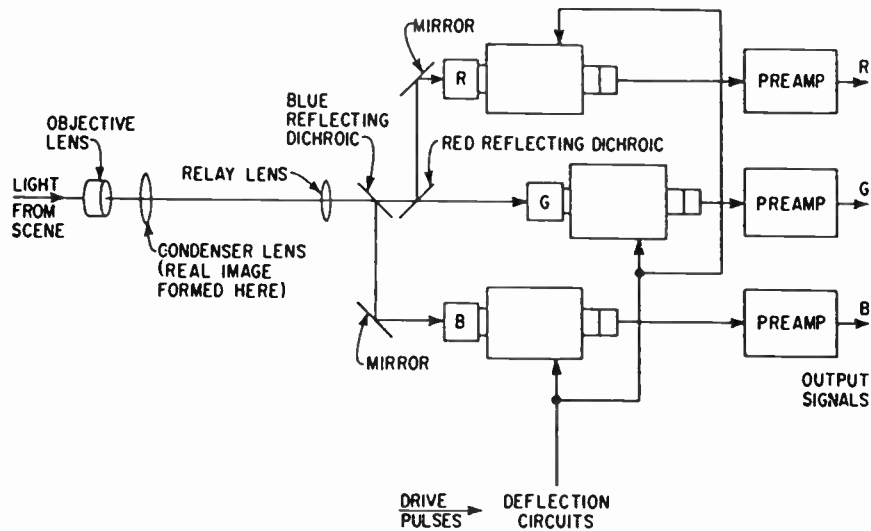 MIRROR
R
PREAMP
R
BLUE
REFLECTING
DICHROIC
OBJECTIVE
LENS
RED REFLECTING DICHROIC
RELAY LENS
LIGHT
FROM
SCENE
G
PREAMP
G
CONDENSER LENS
(REAL IMAGE
FORMED HERE)
B
PREAMP
B
MIRROR
OUTPUT
SIGNALS
DRIVE
PULSES
DEFLECTION
CIRCUITS